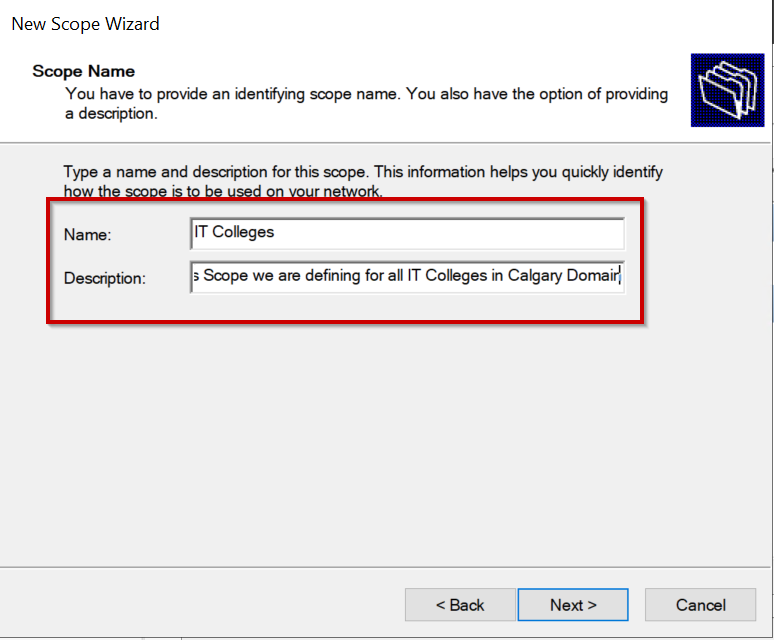 New Scope Wizard
Scope Name
You have to provide an identifying scope name. You also have the option of providing
a description.
Type a name and description for this scope. This information helps you quickly identify
how the scope is to be used on your network.
Name: IT Colleges
Description: s Scope we are defining for all IT Colleges in Calgary Domain
< Back Next > Cancel